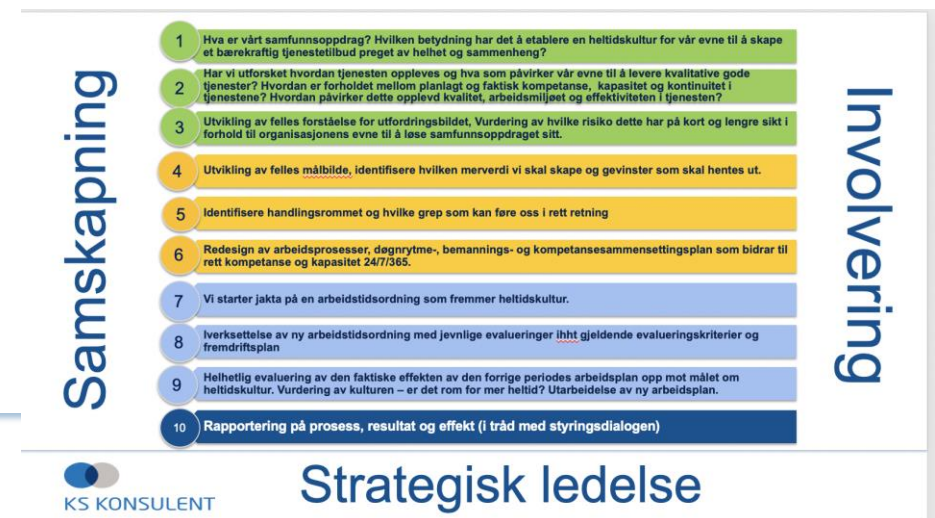 Samskapning
1
Hva er vårt samfunnsoppdrag? Hvilken betydning har det å etablere en heltidskultur for vår evne til å skape
et bærekraftig tjenestetilbud preget av helhet og sammenheng?
2
Har vi utforsket hvordan tjenesten oppleves og hva som påvirker vår evne til å levere kvalitative gode
tjenester? Hvordan er forholdet mellom planlagt og faktisk kompetanse, kapasitet og kontinuitet i
tjenestene? Hvordan påvirker dette opplevd kvalitet, arbeidsmiljøet og effektiviteten i tjenesten?
3
Utvikling av felles forståelse for utfordringsbildet, Vurdering av hvilke risiko dette har på kort og lengre sikt i
forhold til organisasjonens evne til å løse samfunnsoppdraget sitt.
4
Utvikling av felles målbilde, identifisere hvilken merverdi vi skal skape og gevinster som skal hentes ut.
5
Identifisere handlingsrommet og hvilke grep som kan føre oss i rett retning
6
Redesign av arbeidsprosesser, døgnrytme-, bemannings- og kompetansesammensettingsplan som bidrar til
rett kompetanse og kapasitet 24/7/365.
7
Vi starter jakta på en arbeidstidsordning som fremmer heltidskultur.
8
Iverksettelse av ny arbeidstidsordning med jevnlige evalueringer ihht gjeldende evalueringskriterier og
fremdriftsplan
9
Helhetlig evaluering av den faktiske effekten av den forrige periodes arbeidsplan opp mot målet om
heltidskultur. Vurdering av kulturen – er det rom for mer heltid? Utarbeidelse av ny arbeidsplan.
10
Rapportering på prosess, resultat og effekt (i tråd med styringsdialogen)
Involvering
KS KONSULENT
Strategisk ledelse